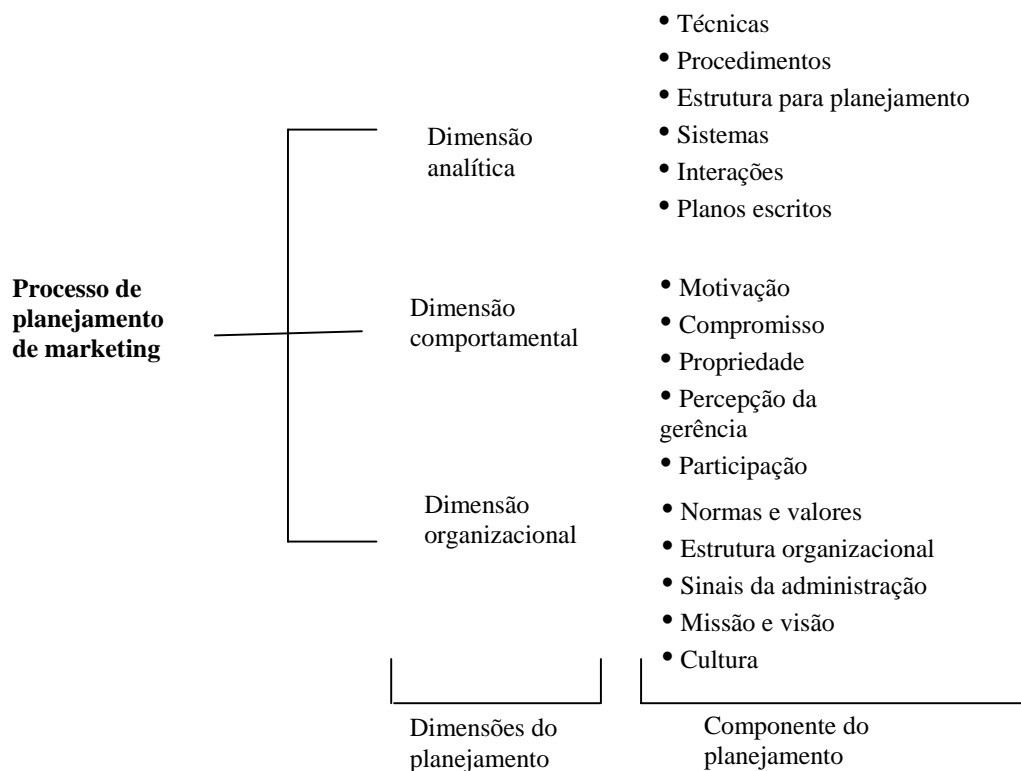 • Técnicas
• Procedimentos
• Estrutura para planejamento
• Sistemas
• Interações
• Planos escritos
Dimensão
analítica
Processo de
planejamento
de marketing
Dimensão
comportamental
• Motivação
• Compromisso
• Propriedade
• Percepção da
gerência
• Participação
Dimensão
organizacional
• Normas e valores
• Estrutura organizacional
• Sinais da administração
• Missão e visão
• Cultura
Dimensões do
planejamento
Componente do
planejamento